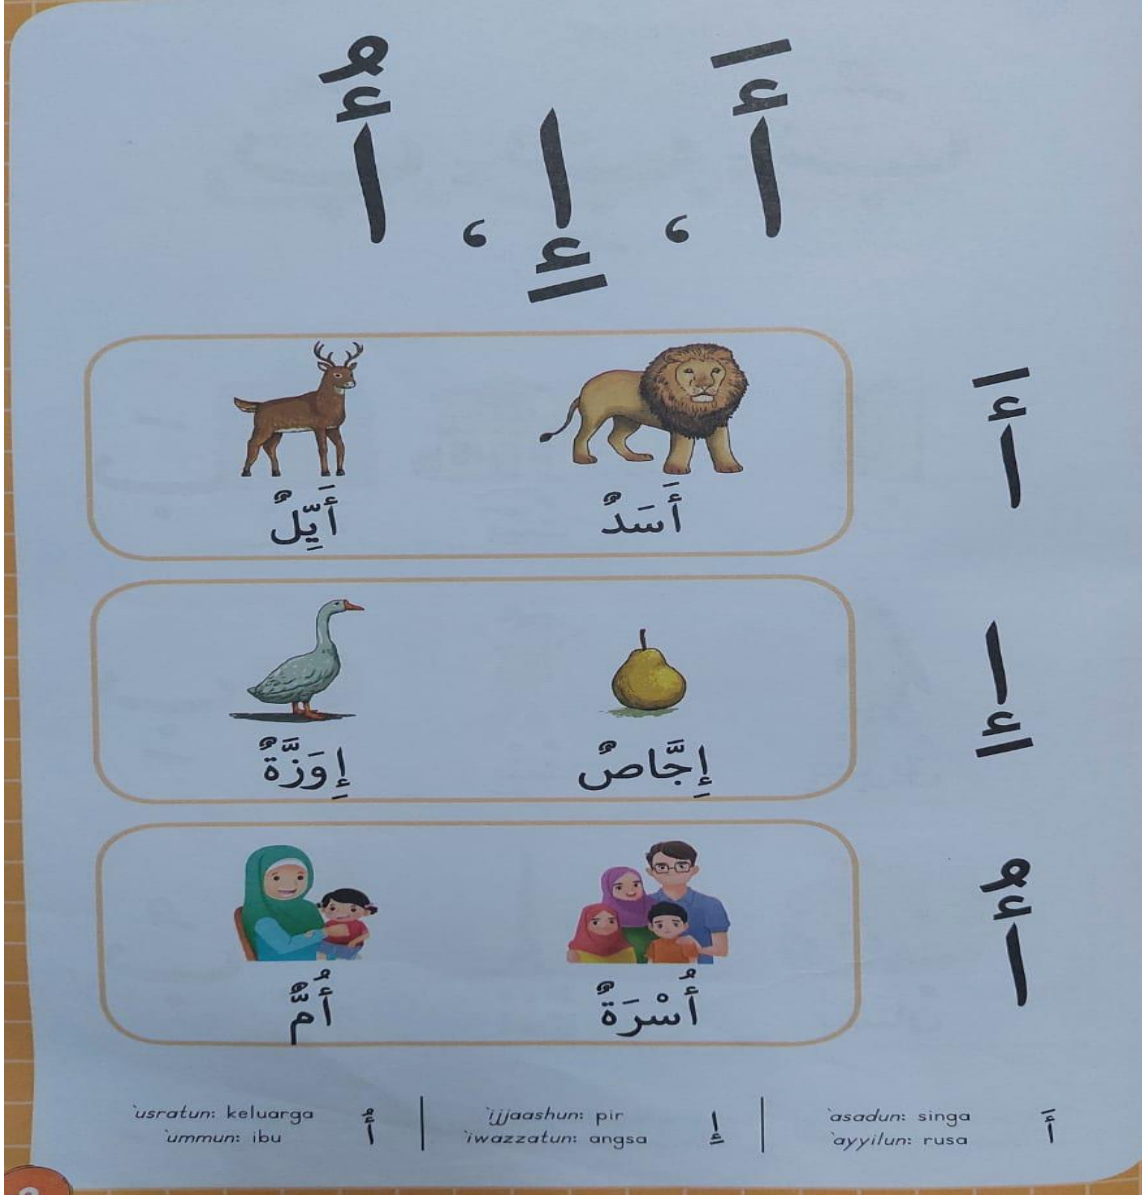 أَ ، إِ ، أُ
أَ
أَسَدٌ أَيِّلٌ
إِ
إِجَّاصٌ إِوَزَّةٌ
أُ
أُسْرَةٌ أُمٌّ
أَ
`asadun: singa
`ayyilun: rusa
إِ
`ijjaashun: pir
`iwazzatun: angsa
أُ
`usratun: keluarga
`ummun: ibu